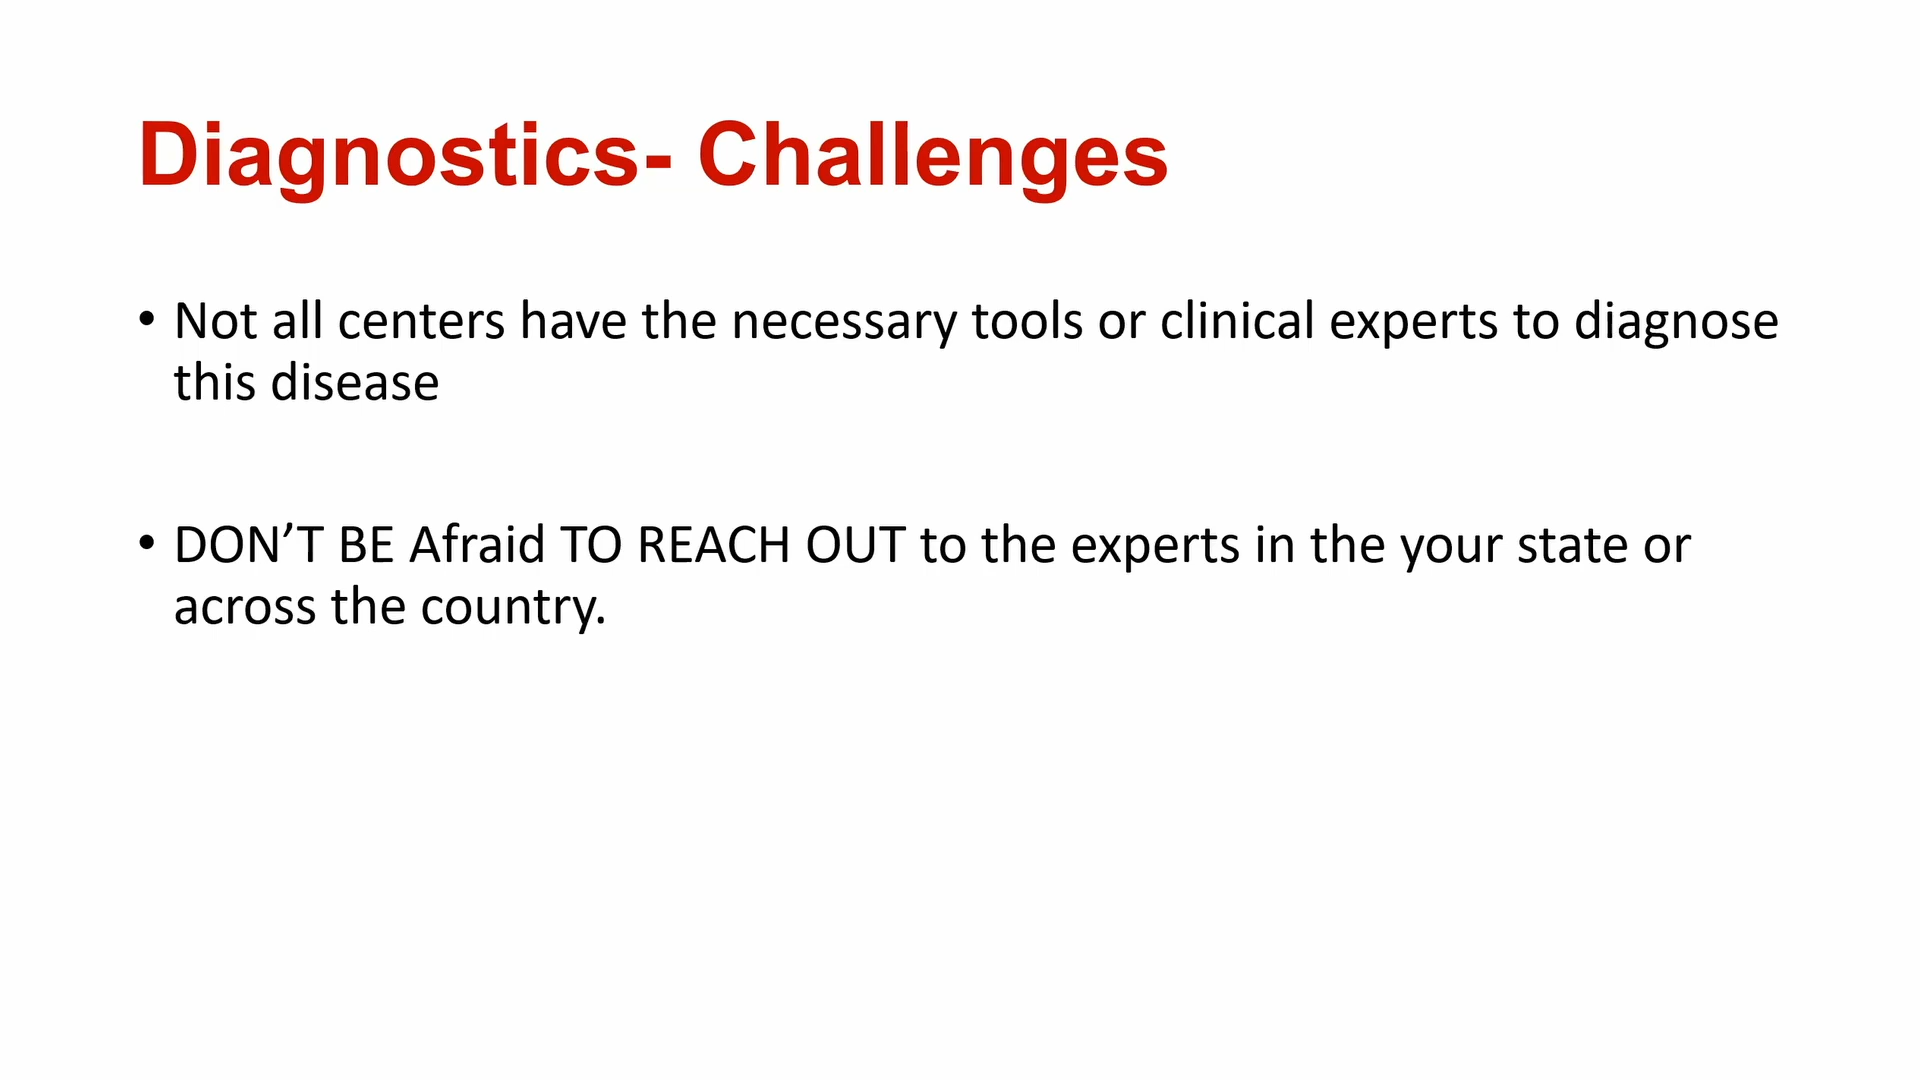 Diagnostics- Challenges
• Not all centers have the necessary tools or clinical experts to diagnose
this disease
• DON’T BE Afraid TO REACH OUT to the experts in the your state or
across the country.